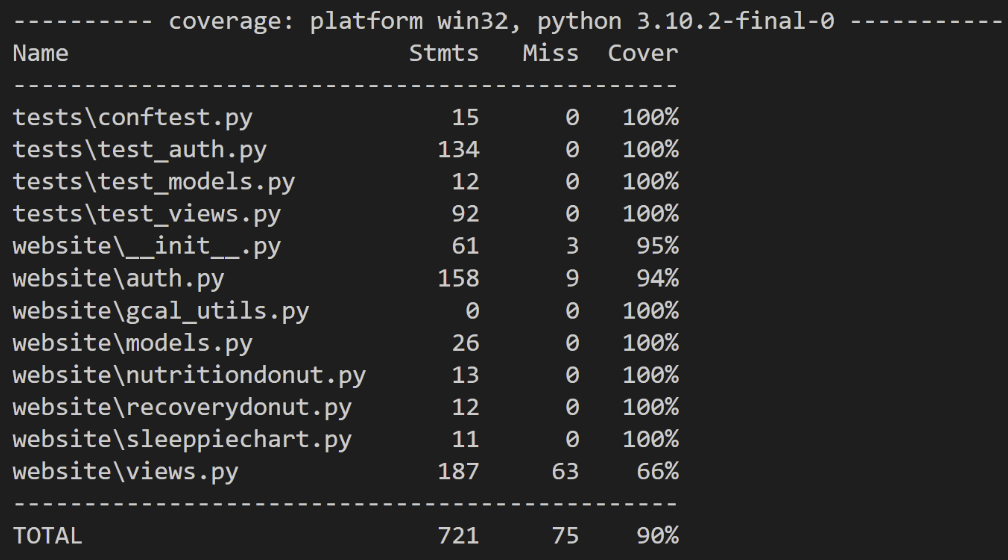 ---------- coverage: platform win32, python 3.10.2-final-0 -----------
Name                            Stmts   Miss  Cover
-----------------------------------------------
tests\conftest.py                  15      0   100%
tests\test_auth.py                134      0   100%
tests\test_models.py               12      0   100%
tests\test_views.py                92      0   100%
website\__init__.py                61      3    95%
website\auth.py                   158      9    94%
website\gcal_utils.py               0      0   100%
website\models.py                  26      0   100%
website\nutritiondonut.py          13      0   100%
website\recoverydonut.py           12      0   100%
website\sleeppiechart.py           11      0   100%
website\views.py                  187     63    66%
-----------------------------------------------
TOTAL                             721     75    90%